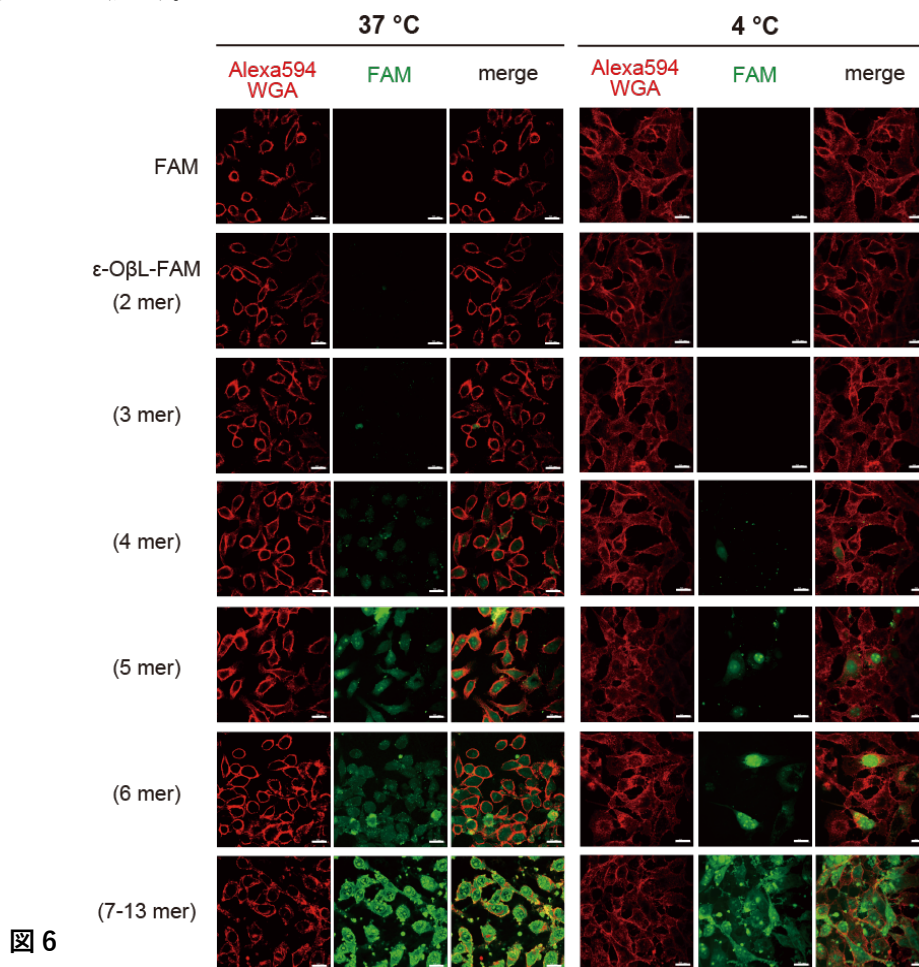 37 °C
4 °C
Alexa594
WGA
FAM
merge
Alexa594
WGA
FAM
merge
FAM
ε-OβL-FAM
(2 mer)
(3 mer)
(4 mer)
(5 mer)
(6 mer)
(7-13 mer)
図 6